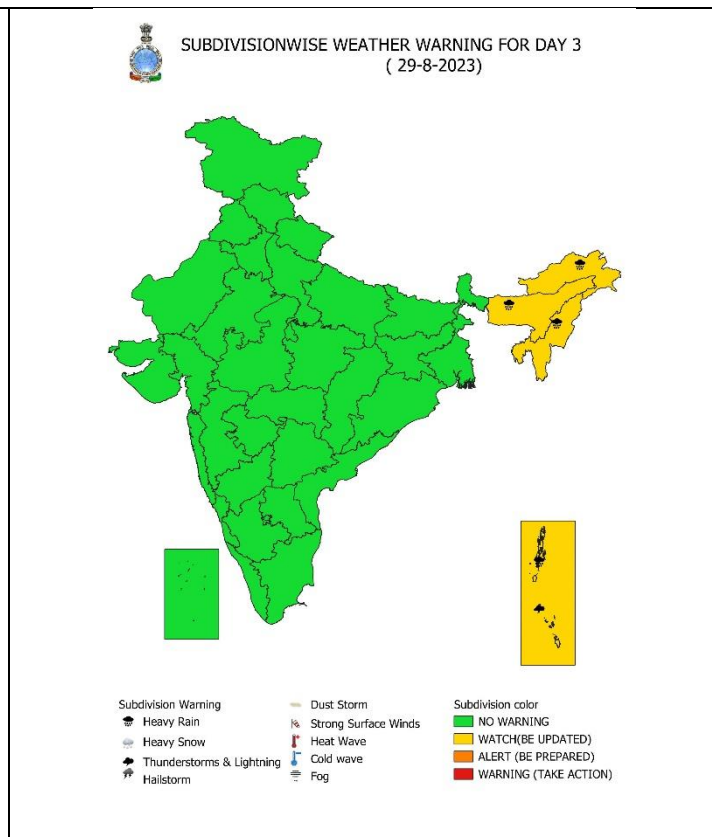 SUBDIVISIONWISE WEATHER WARNING FOR DAY 3
( 29-8-2023)
Subdivision Warning
Heavy Rain
Heavy Snow
Thunderstorms & Lightning
Hailstorm
Dust Storm
Strong Surface Winds
Heat Wave
Cold wave
Fog
Subdivision color
NO WARNING
WATCH(BE UPDATED)
ALERT (BE PREPARED)
WARNING (TAKE ACTION)